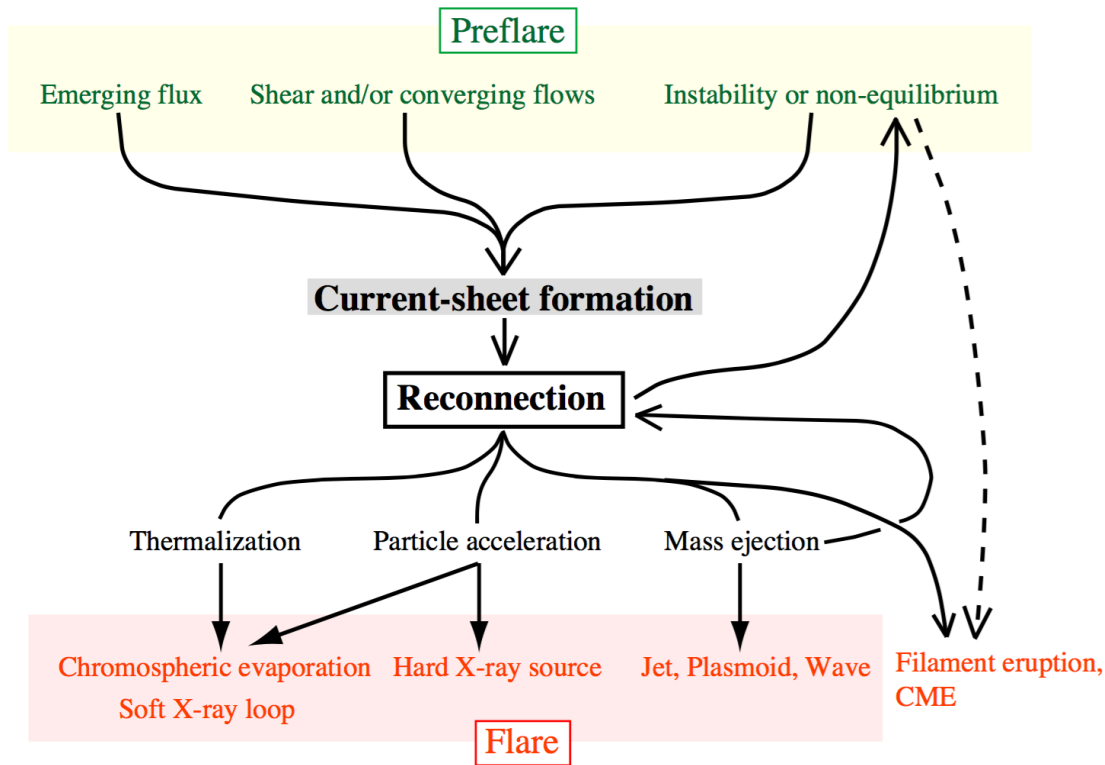 Preflare
Emerging flux
Shear and/or converging flows
Instability or non-equilibrium
Current-sheet formation
Reconnection
Thermalization
Particle acceleration
Mass ejection
Chromospheric evaporation
Soft X-ray loop
Hard X-ray source
Jet, Plasmoid, Wave
Filament eruption,
CME
Flare